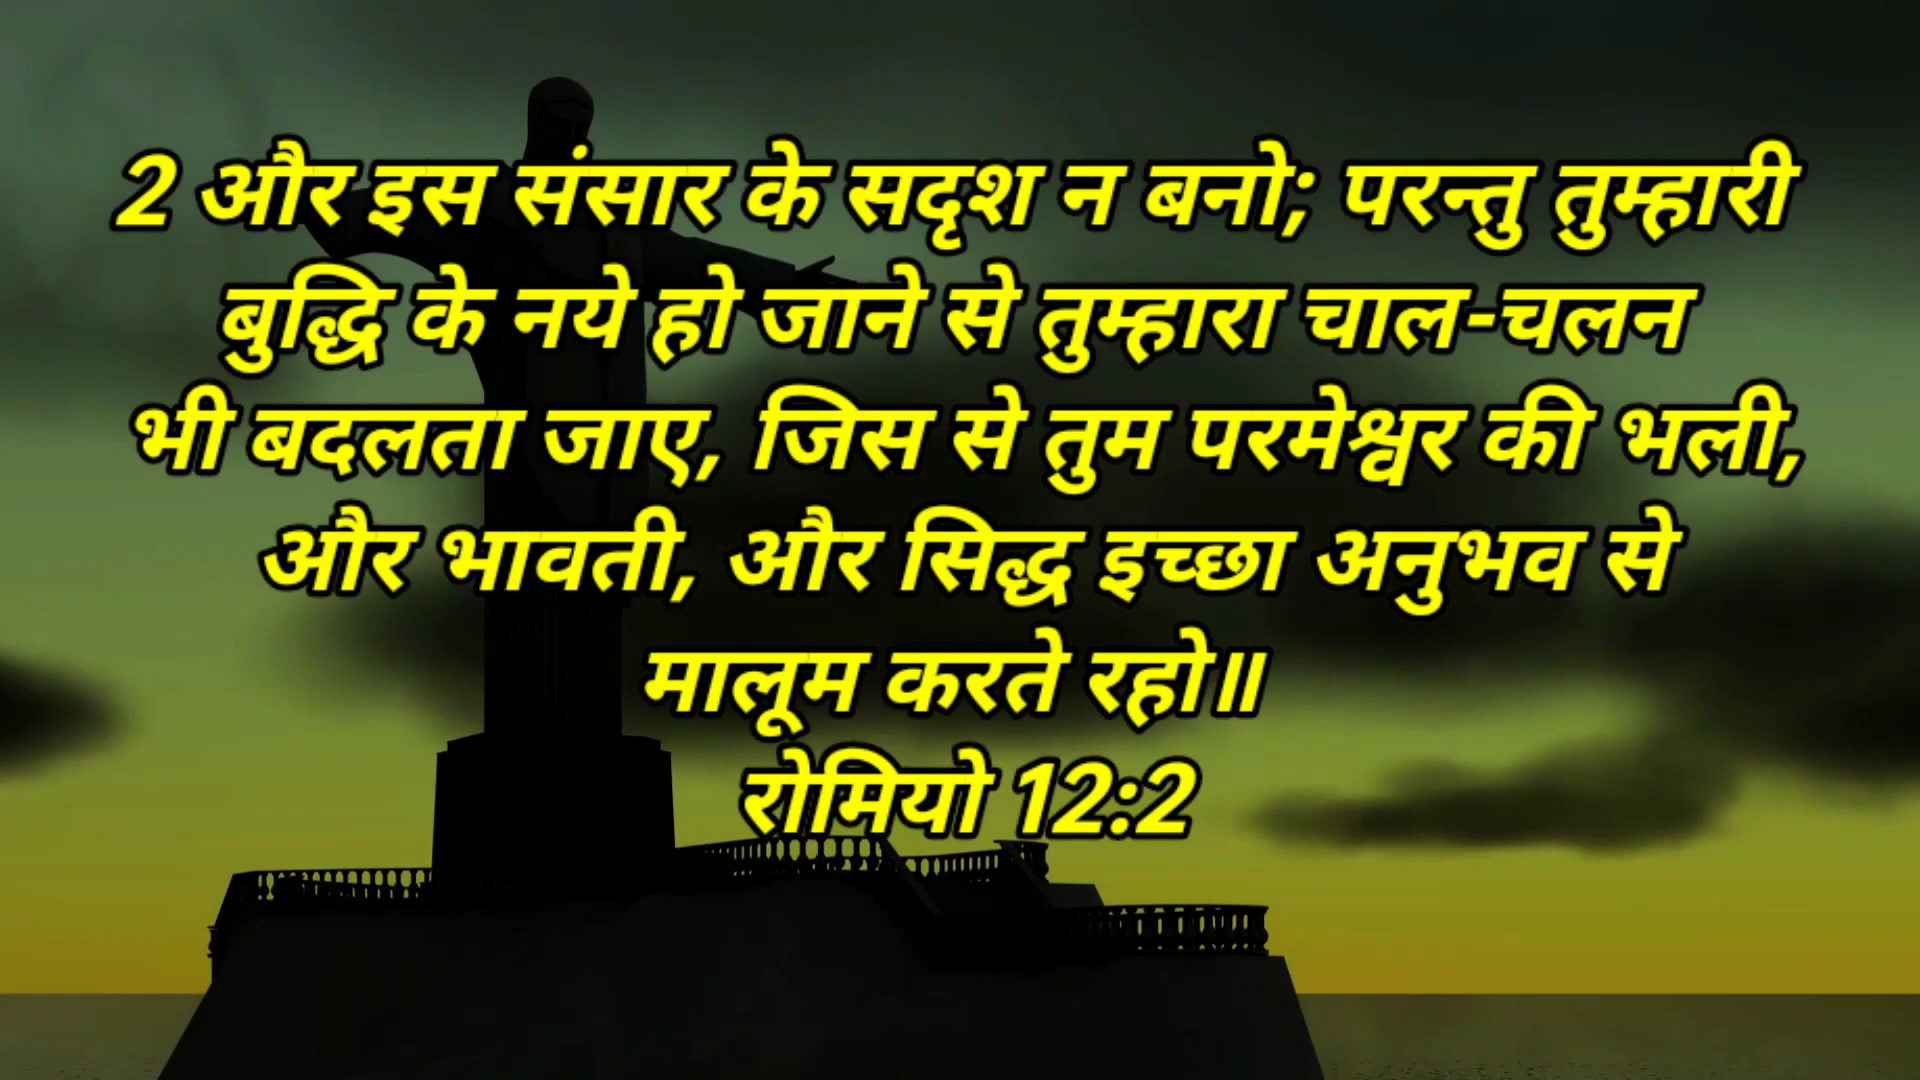 2 और इस संसार के सदृश न बनो; परन्तु तुम्हारी
बुद्धि के नये हो जाने से तुम्हारा चाल-चलन
भी बदलता जाए, जिस से तुम परमेश्वर की भली,
और भावती, और सिद्ध इच्छा अनुभव से
मालूम करते रहो॥
रोमियो 12:2